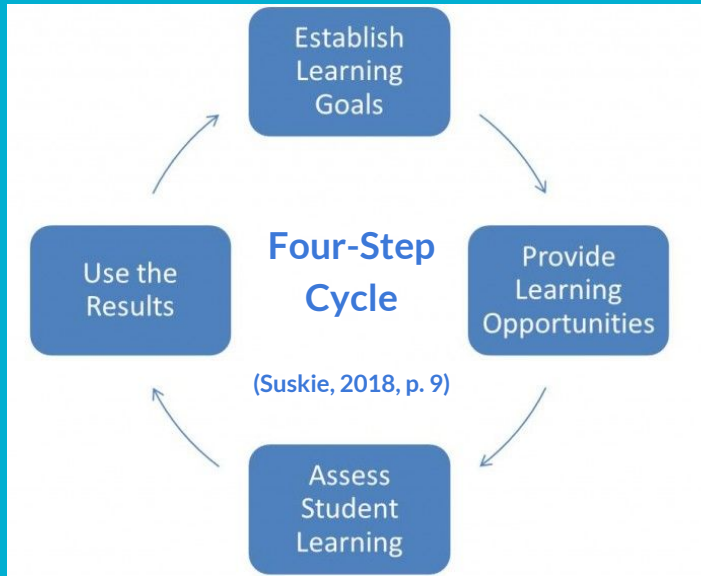 Establish
Learning
Goals
Provide
Learning
Opportunities
Assess
Student
Learning
Use the
Results
Four-Step
Cycle
(Suskie, 2018, p. 9)